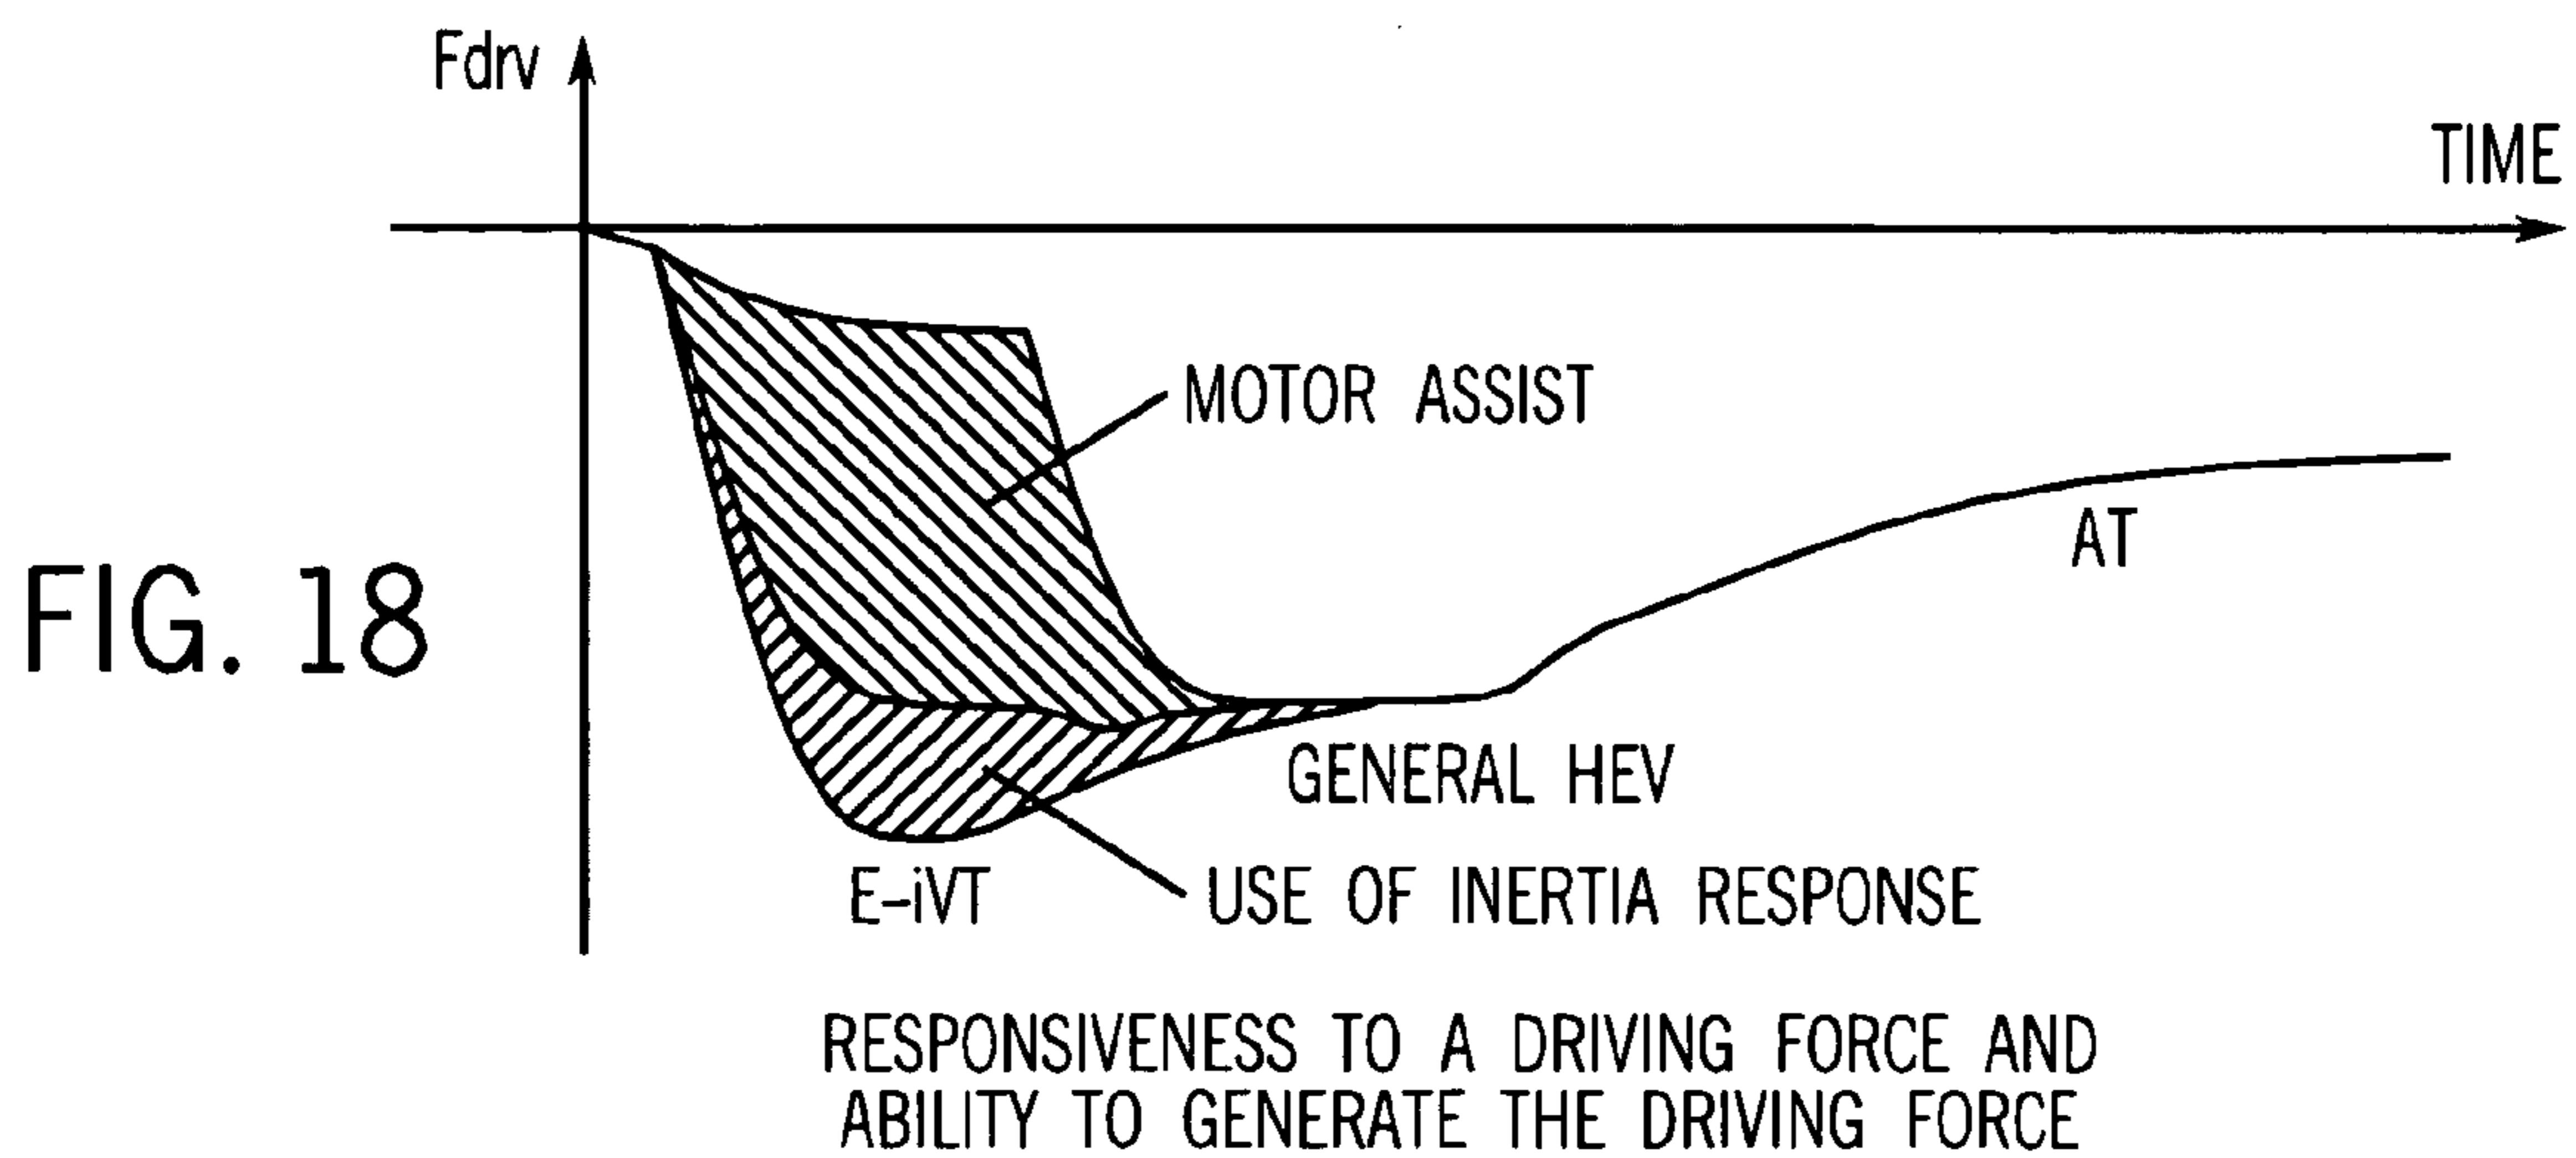 Fdrv
TIME
MOTOR ASSIST
AT
FIG. 18
GENERAL HEV
E-iVT
USE OF INERTIA RESPONSE
RESPONSIVENESS TO A DRIVING FORCE AND
ABILITY TO GENERATE THE DRIVING FORCE